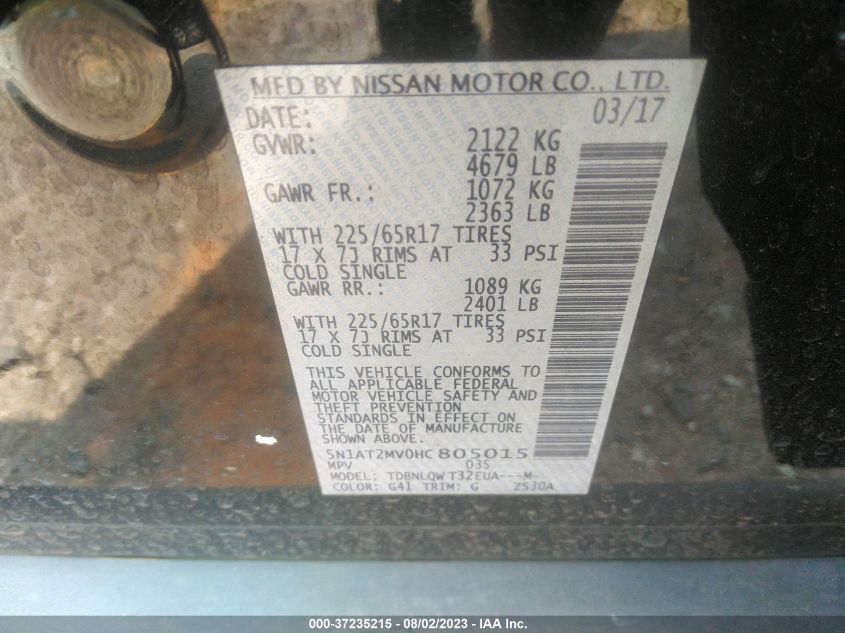 MFD BY NISSAN MOTOR CO., LTD.
DATE: 03/17
GVWR: 2122 KG
4679 LB
GAWR FR.: 1072 KG
2363 LB
WITH 225/65R17 TIRES
17 X 7J RIMS AT 33 PSI
COLD SINGLE
GAWR RR.: 1089 KG
2401 LB
WITH 225/65R17 TIRES
17 X 7J RIMS AT 33 PSI
COLD SINGLE
THIS VEHICLE CONFORMS TO
ALL APPLICABLE FEDERAL
MOTOR VEHICLE SAFETY AND
THEFT PREVENTION
STANDARDS IN EFFECT ON
THE DATE OF MANUFACTURE
SHOWN ABOVE.
5N1AT2MV0HC805015
MPV 035
MODEL: TDBNLQW T32EUA---M-
COLOR: G41 TRIM: G ZS30A
000-37235215 - 08/02/2023 - IAA Inc.